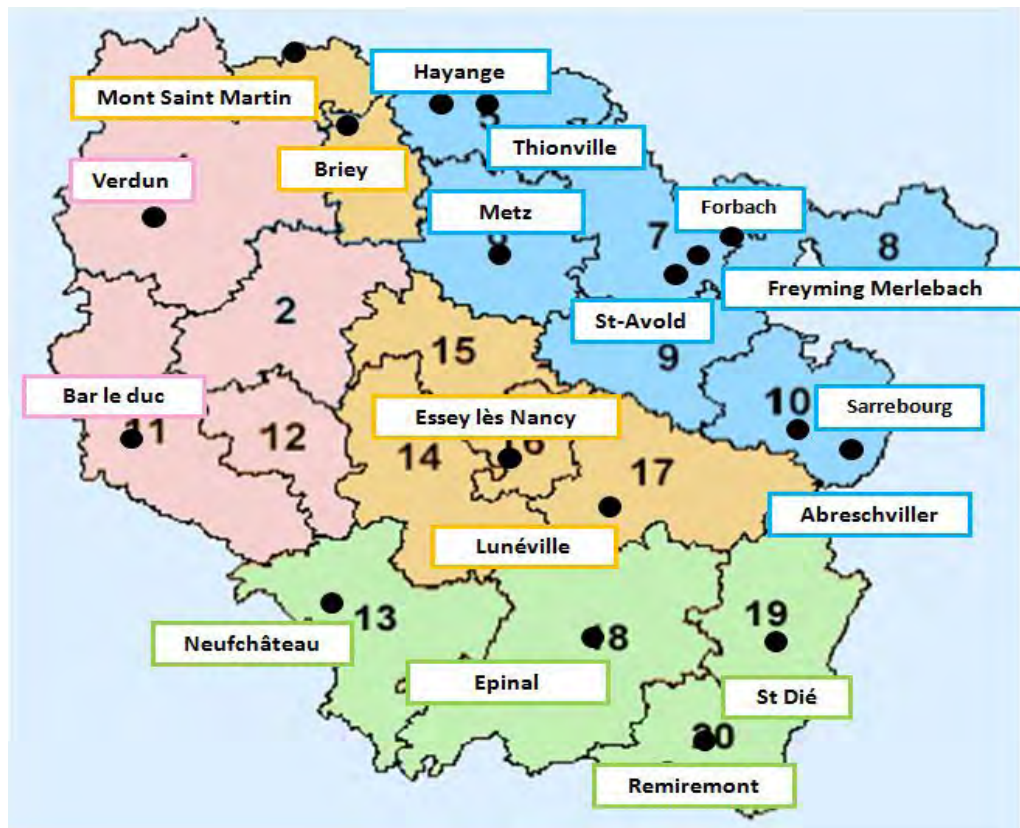 Hayange
Mont Saint Martin
Thionville
Briey
Verdun
Metz
Forbach
7
8
Freyming Merlebach
2
St-Avold
15
9
Bar le duc
10
Sarrebourg
Essey lès Nancy
11
12
14
16
17
Abreschviller
Lunéville
13
19
Neufchâteau
18
Epinal
St Dié
20
Remiremont